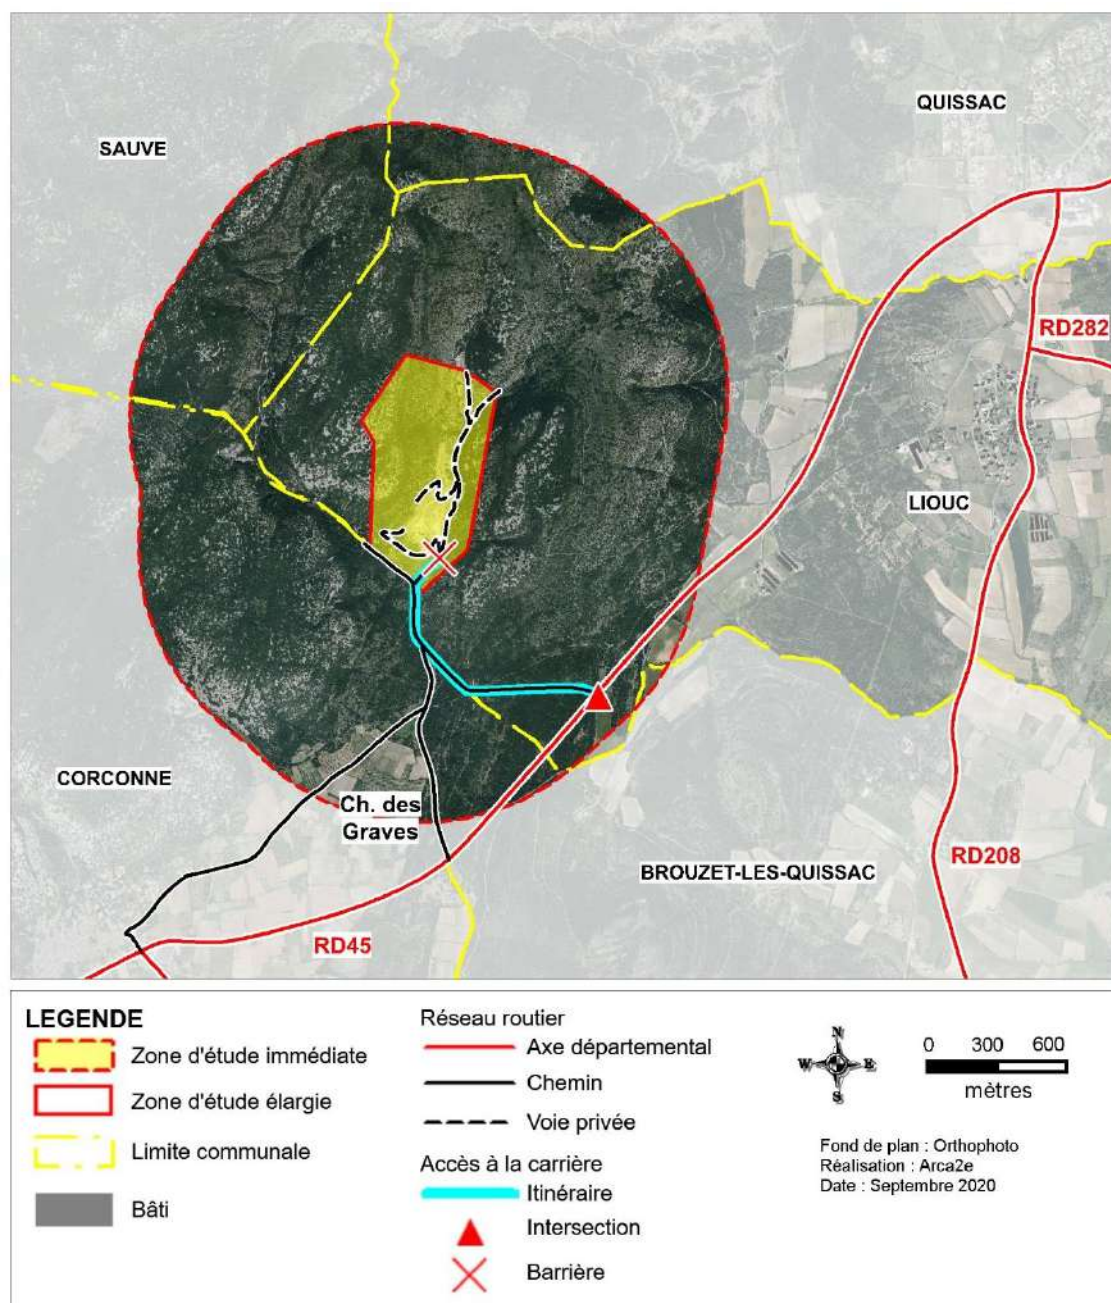 QUISSAC
SAUVE
RD282
LIOUC
CORCONNE
Ch. des
Graves
BROUZET-LES-QUISSAC
RD208
RD45
LEGENDE
Zone d'étude immédiate
Zone d'étude élargie
Limite communale
Bâti
Réseau routier
Axe départemental
Chemin
Voie privée
Accès à la carrière
Itinéraire
Intersection
Barrière
N
W E
S
0 300 600
mètres
Fond de plan : Orthophoto
Réalisation : Arca2e
Date : Septembre 2020